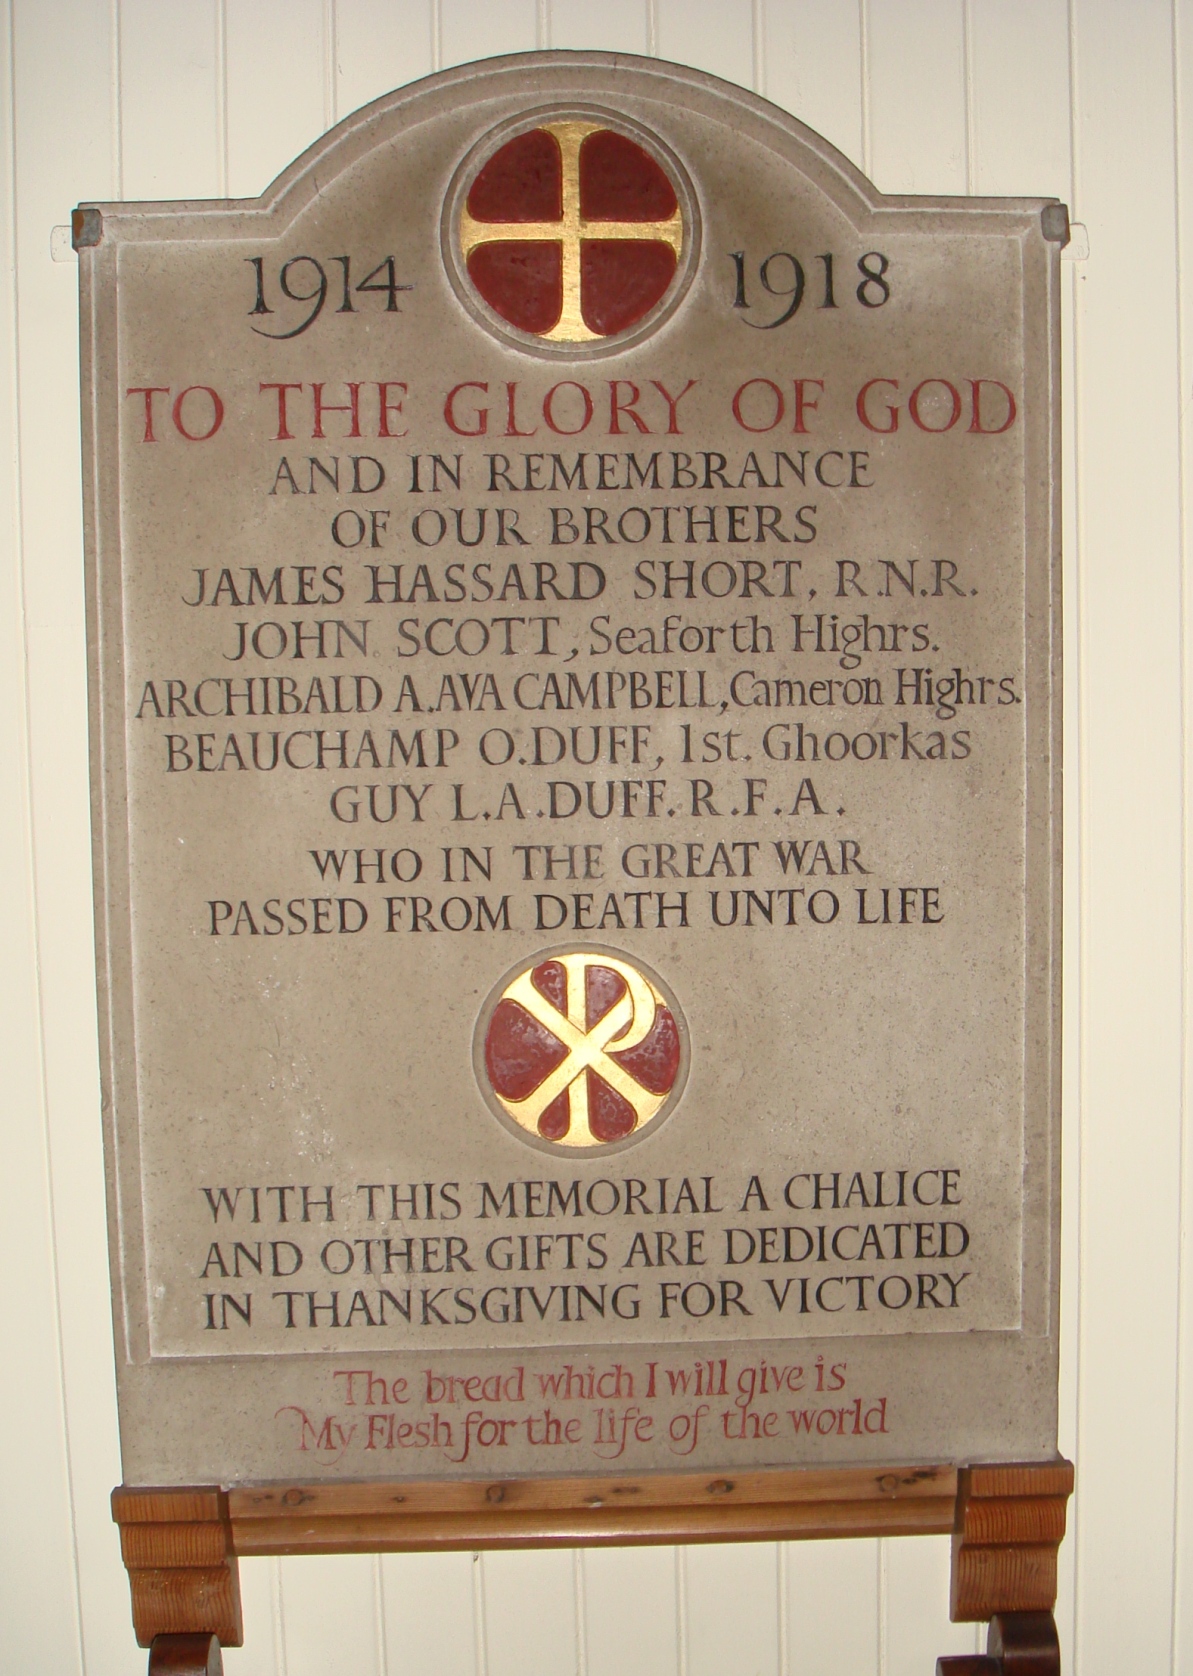 1914 1918
TO THE GLORY OF GOD
AND IN REMEMBRANCE
OF OUR BROTHERS
JAMES HASSARD SHORT, R.N.R.
JOHN SCOTT, Seaforth Highrs.
ARCHIBALD A. AVA CAMPBELL, Cameron Highrs.
BEAUCHAMP O. DUFF, 1st. Ghoorkas
GUY L.A. DUFF. R.F.A.
WHO IN THE GREAT WAR
PASSED FROM DEATH UNTO LIFE
WITH THIS MEMORIAL A CHALICE
AND OTHER GIFTS ARE DEDICATED
IN THANKSGIVING FOR VICTORY
The bread which I will give is
My Flesh for the life of the world